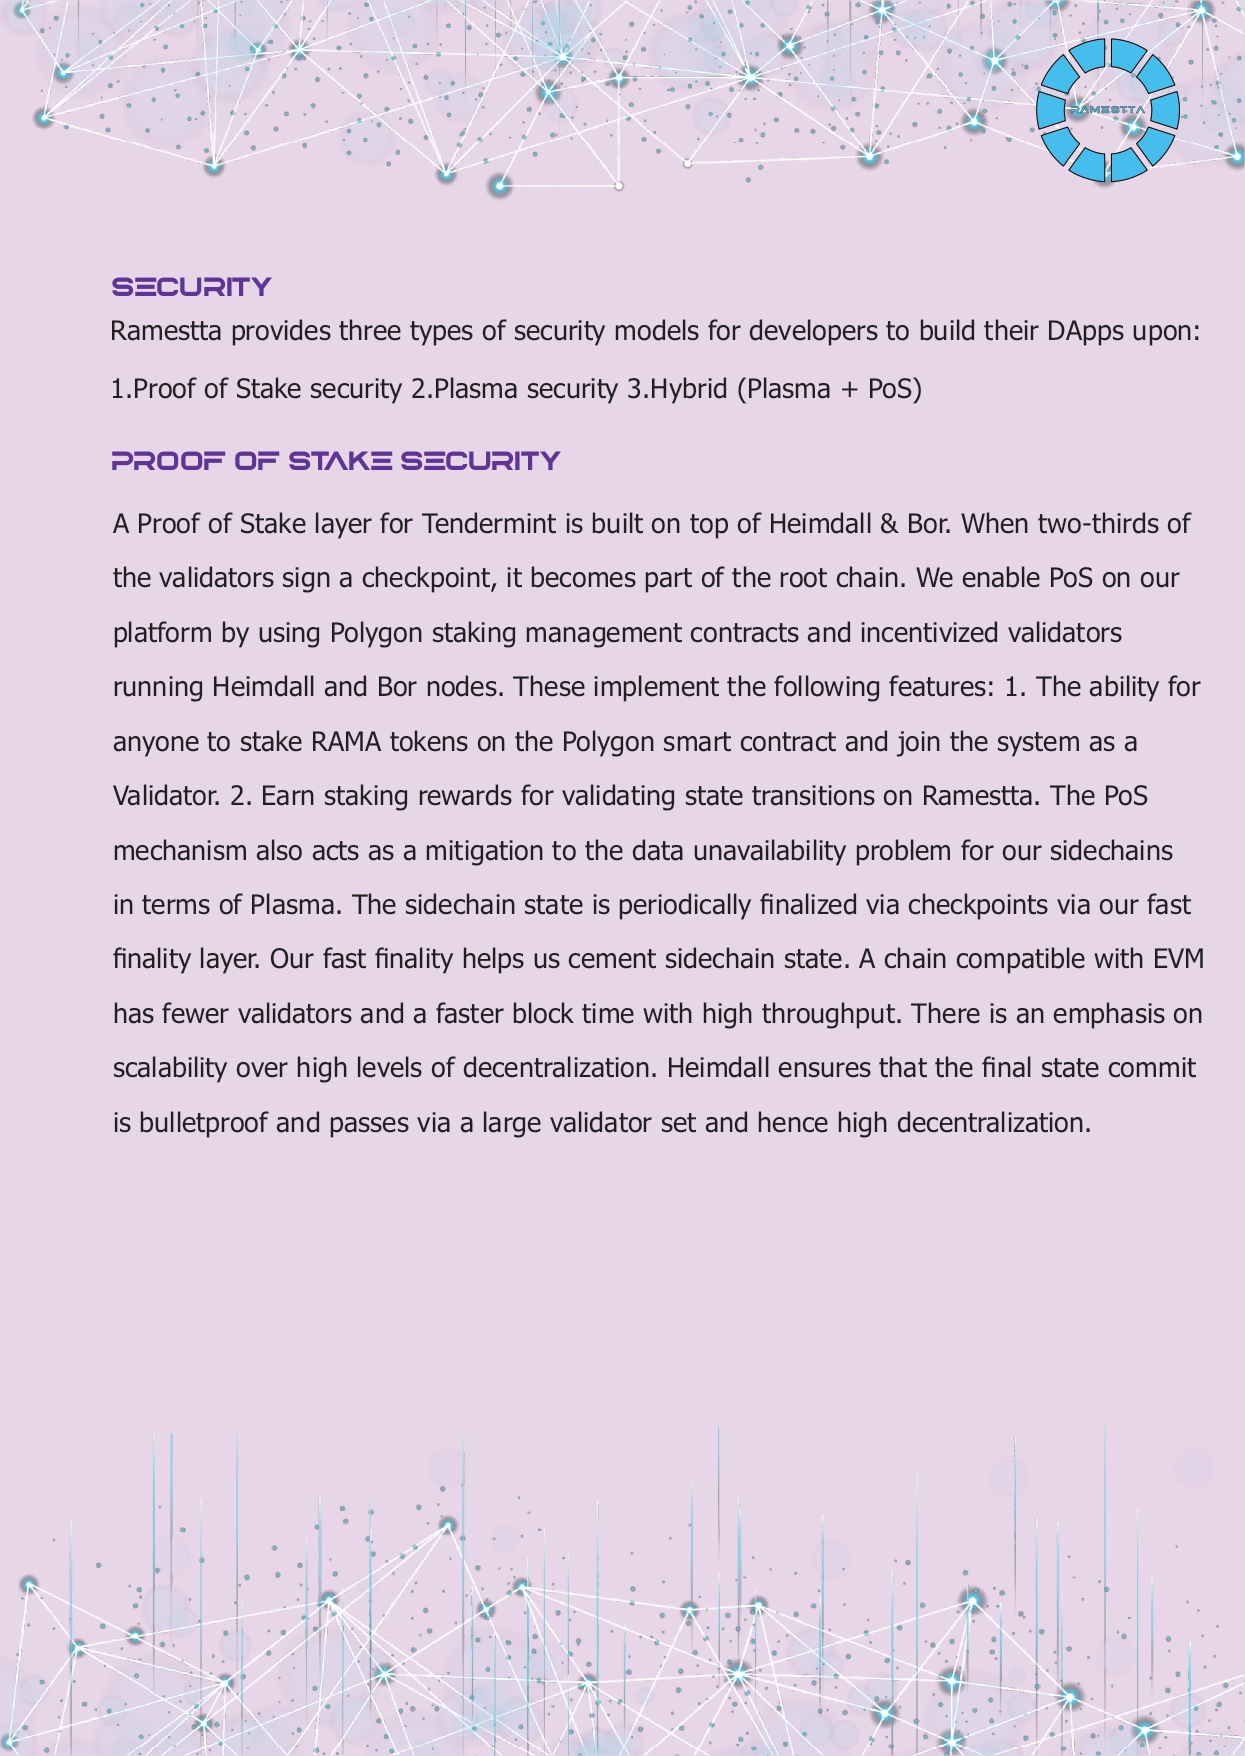 RAMESTTA
SECURITY
Ramestta provides three types of security models for developers to build their DApps upon:
1.Proof of Stake security 2.Plasma security 3.Hybrid (Plasma + PoS)
PROOF OF STAKE SECURITY
A Proof of Stake layer for Tendermint is built on top of Heimdall & Bor. When two-thirds of
the validators sign a checkpoint, it becomes part of the root chain. We enable PoS on our
platform by using Polygon staking management contracts and incentivized validators
running Heimdall and Bor nodes. These implement the following features: 1. The ability for
anyone to stake RAMA tokens on the Polygon smart contract and join the system as a
Validator. 2. Earn staking rewards for validating state transitions on Ramestta. The PoS
mechanism also acts as a mitigation to the data unavailability problem for our sidechains
in terms of Plasma. The sidechain state is periodically finalized via checkpoints via our fast
finality layer. Our fast finality helps us cement sidechain state. A chain compatible with EVM
has fewer validators and a faster block time with high throughput. There is an emphasis on
scalability over high levels of decentralization. Heimdall ensures that the final state commit
is bulletproof and passes via a large validator set and hence high decentralization.